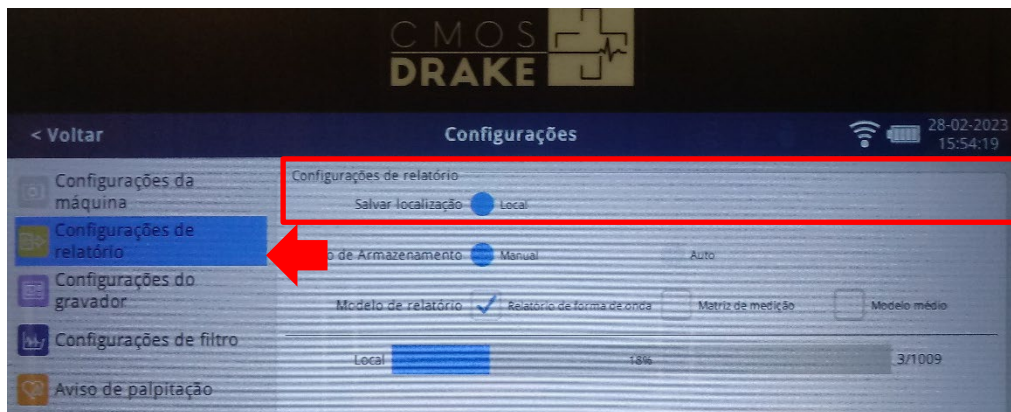 CMOS
DRAKE
< Voltar
Configurações
28-02-2023
15:54:19
Configurações da
máquina
Configurações de
relatório
Configurações do
gravador
Configurações de filtro
Aviso de palpitação
Configurações de relatório
Salvar localização Local
de Armazenamento Manual Auto
Modelo de relatório Relatório de forma de onda Matriz de medição Modelo médio
Local 18% 3/1009